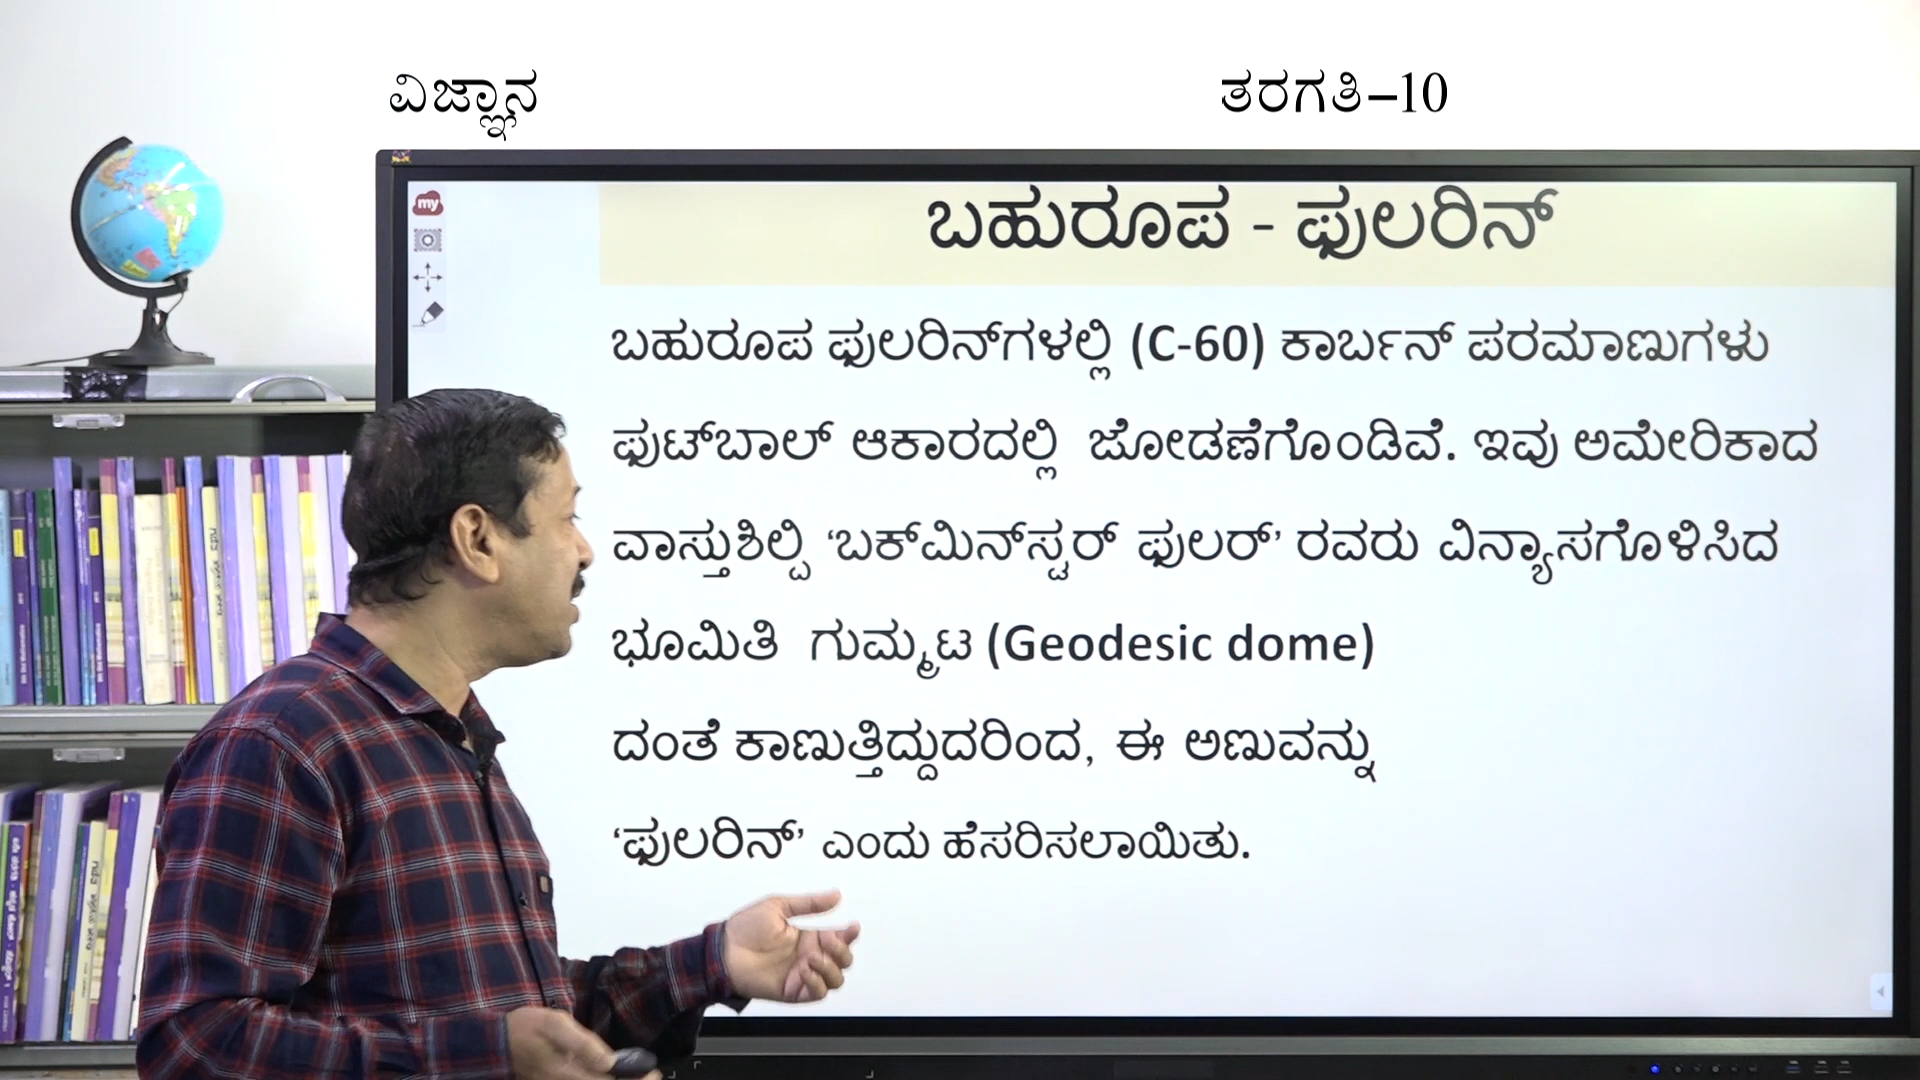 ವಿಜ್ಞಾನ ತರಗತಿ–10
my
ಬಹುರೂಪ - ಫುಲರಿನ್
ಬಹುರೂಪ ಫುಲರಿನ್‌ಗಳಲ್ಲಿ (C-60) ಕಾರ್ಬನ್ ಪರಮಾಣುಗಳು
ಫುಟ್‌ಬಾಲ್ ಆಕಾರದಲ್ಲಿ ಜೋಡಣೆಗೊಂಡಿವೆ. ಇವು ಅಮೇರಿಕಾದ
ವಾಸ್ತುಶಿಲ್ಪಿ ‘ಬಕ್‌ಮಿನ್‌ಸ್ಟರ್ ಫುಲರ್’ ರವರು ವಿನ್ಯಾಸಗೊಳಿಸಿದ
ಭೂಮಿತಿ ಗುಮ್ಮಟ (Geodesic dome)
ದಂತೆ ಕಾಣುತ್ತಿದ್ದುದರಿಂದ, ಈ ಅಣುವನ್ನು
‘ಫುಲರಿನ್’ ಎಂದು ಹೆಸರಿಸಲಾಯಿತು.